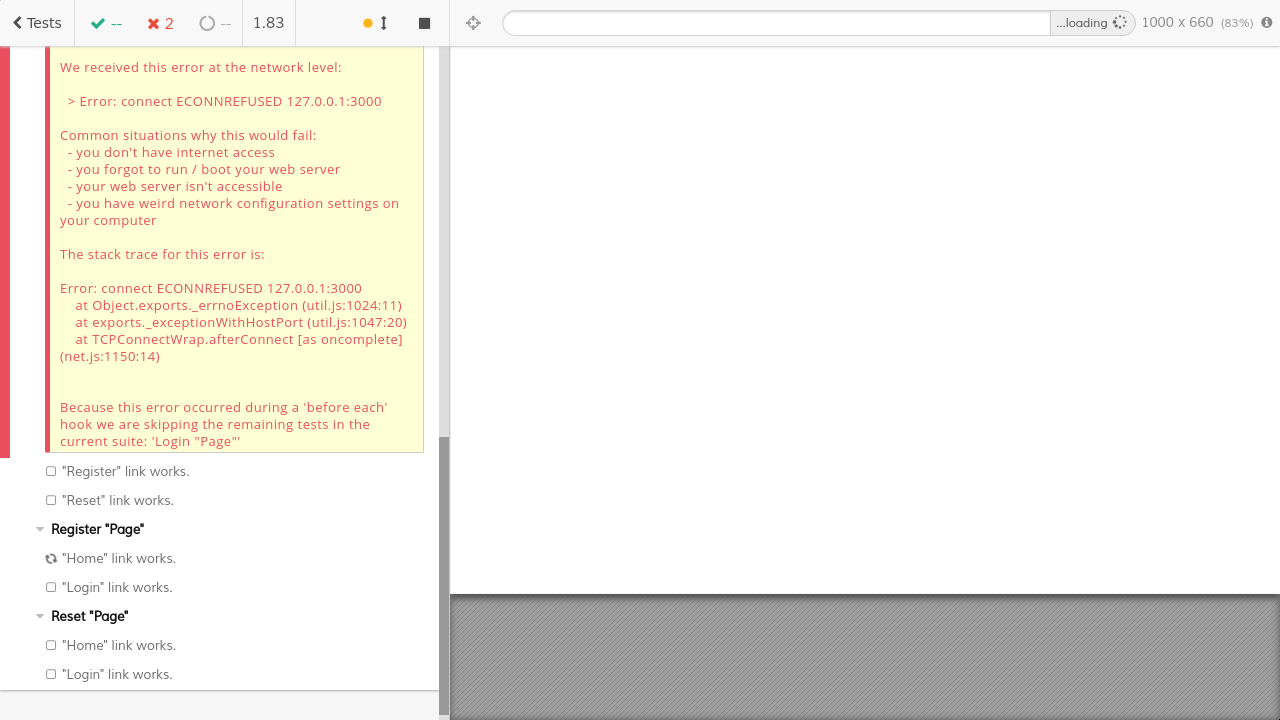 Tests
--
2
--
1.83
...loading
1000 x 660 (83%)
We received this error at the network level:
> Error: connect ECONNREFUSED 127.0.0.1:3000
Common situations why this would fail:
- you don't have internet access
- you forgot to run / boot your web server
- your web server isn't accessible
- you have weird network configuration settings on
your computer
The stack trace for this error is:
Error: connect ECONNREFUSED 127.0.0.1:3000
at Object.exports._errnoException (util.js:1024:11)
at exports._exceptionWithHostPort (util.js:1047:20)
at TCPConnectWrap.afterConnect [as oncomplete]
(net.js:1150:14)
Because this error occurred during a 'before each'
hook we are skipping the remaining tests in the
current suite: 'Login "Page"'
"Register" link works.
"Reset" link works.
Register "Page"
"Home" link works.
"Login" link works.
Reset "Page"
"Home" link works.
"Login" link works.